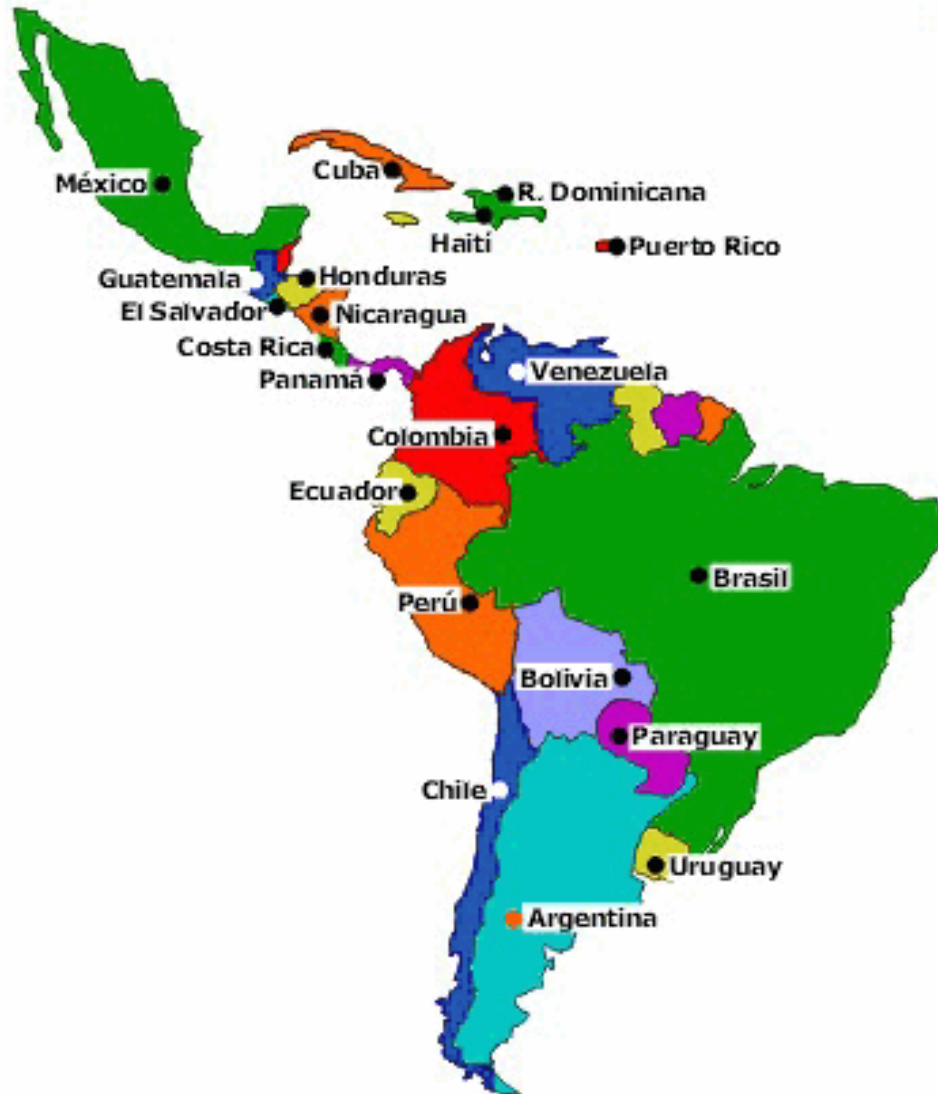 Cuba
México
R. Dominicana
Haití
Puerto Rico
Guatemala
Honduras
El Salvador
Nicaragua
Costa Rica
Panamá
Venezuela
Colombia
Ecuador
Brasil
Perú
Bolivia
Paraguay
Chile
Uruguay
Argentina